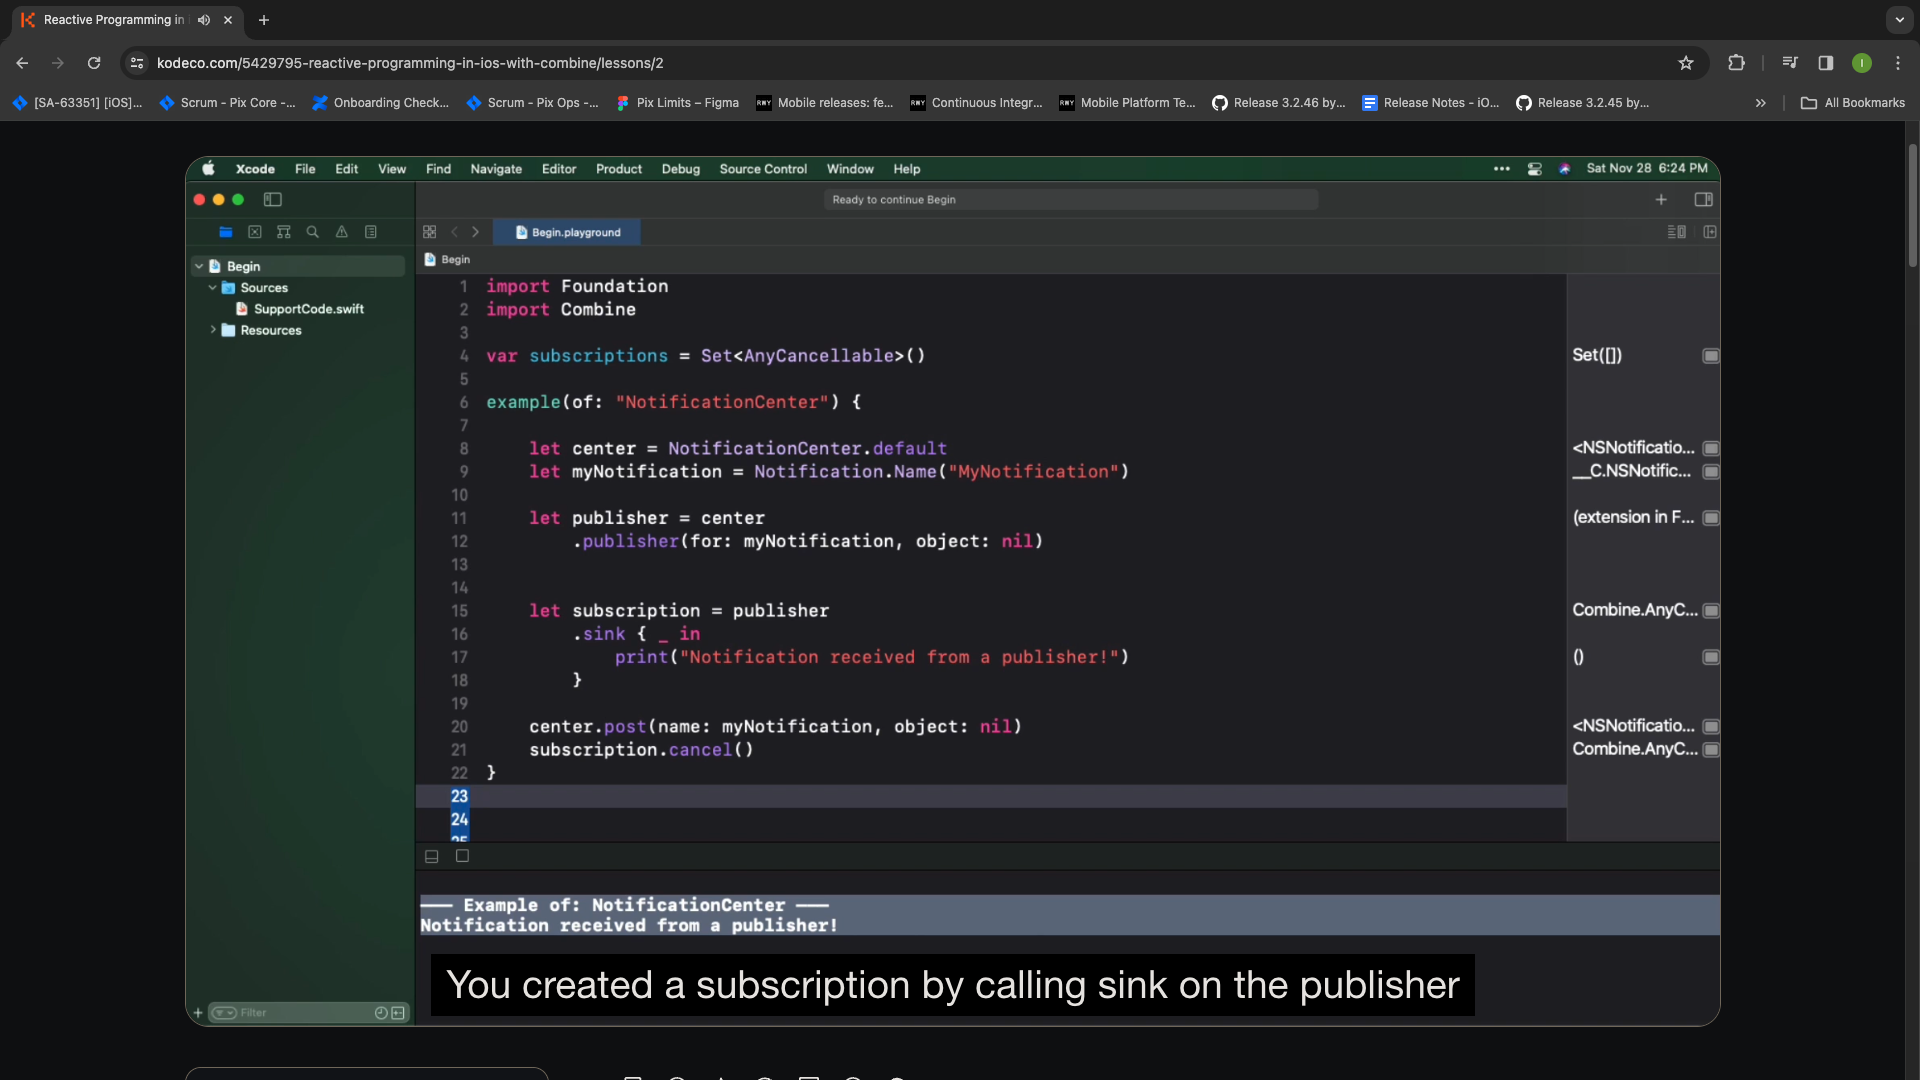 Reactive Programming in
kodeco.com/5429795-reactive-programming-in-ios-with-combine/lessons/2
[SA-63351] [iOS]...
Scrum - Pix Core -...
Onboarding Check...
Scrum - Pix Ops -...
Pix Limits – Figma
RWY Mobile releases: fe...
RWY Continuous Integr...
RWY Mobile Platform Te...
Release 3.2.46 by...
Release Notes - iO...
Release 3.2.45 by...
»
All Bookmarks
Xcode File Edit View Find Navigate Editor Product Debug Source Control Window Help
Sat Nov 28 6:24 PM
Ready to continue Begin
Begin.playground
Begin
Begin
Sources
SupportCode.swift
Resources
1 import Foundation
2 import Combine
3
4 var subscriptions = Set<AnyCancellable>() Set([])
5
6 example(of: "NotificationCenter") {
7
8 let center = NotificationCenter.default <NSNotificatio...
9 let myNotification = Notification.Name("MyNotification") __C.NSNotific...
10
11 let publisher = center (extension in F...
12 .publisher(for: myNotification, object: nil)
13
14
15 let subscription = publisher Combine.AnyC...
16 .sink { _ in
17 print("Notification received from a publisher!") ()
18 }
19
20 center.post(name: myNotification, object: nil) <NSNotificatio...
21 subscription.cancel() Combine.AnyC...
22 }
23
24
25
—— Example of: NotificationCenter ——
Notification received from a publisher!
You created a subscription by calling sink on the publisher
Filter